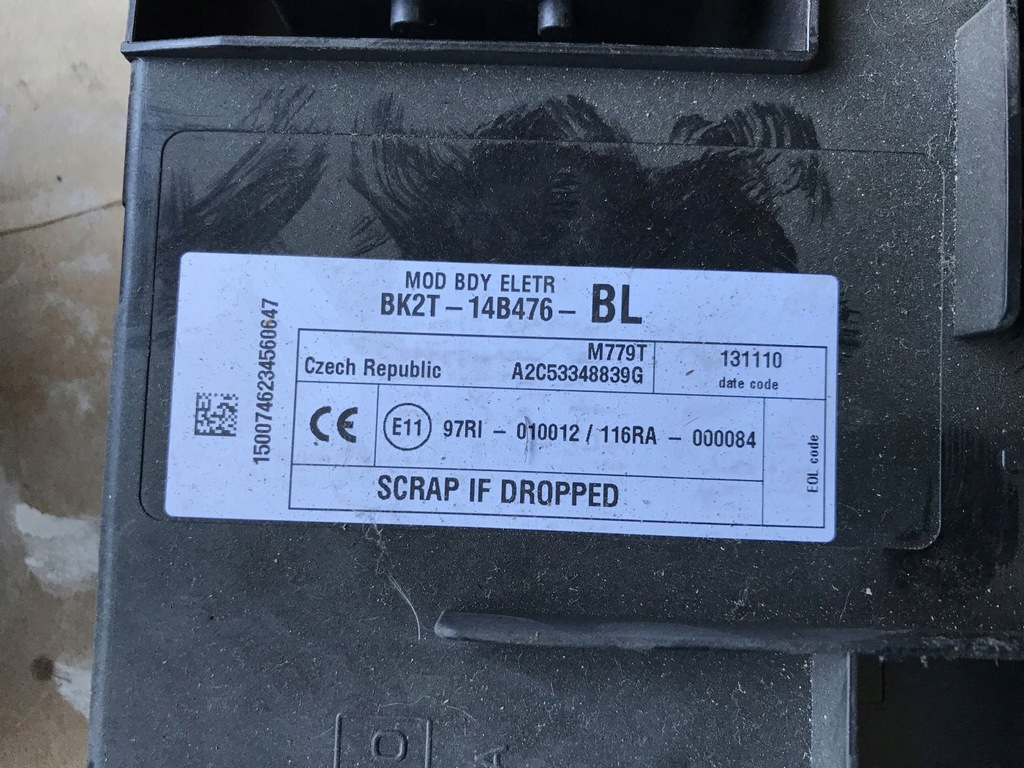 MOD BDY ELETR
BK2T-14B476- BL
1500746234560647
M779T
Czech Republic A2C53348839G
131110
date code
CE
E11 97RI - 010012 / 116RA - 000084
EOL code
SCRAP IF DROPPED
O
A